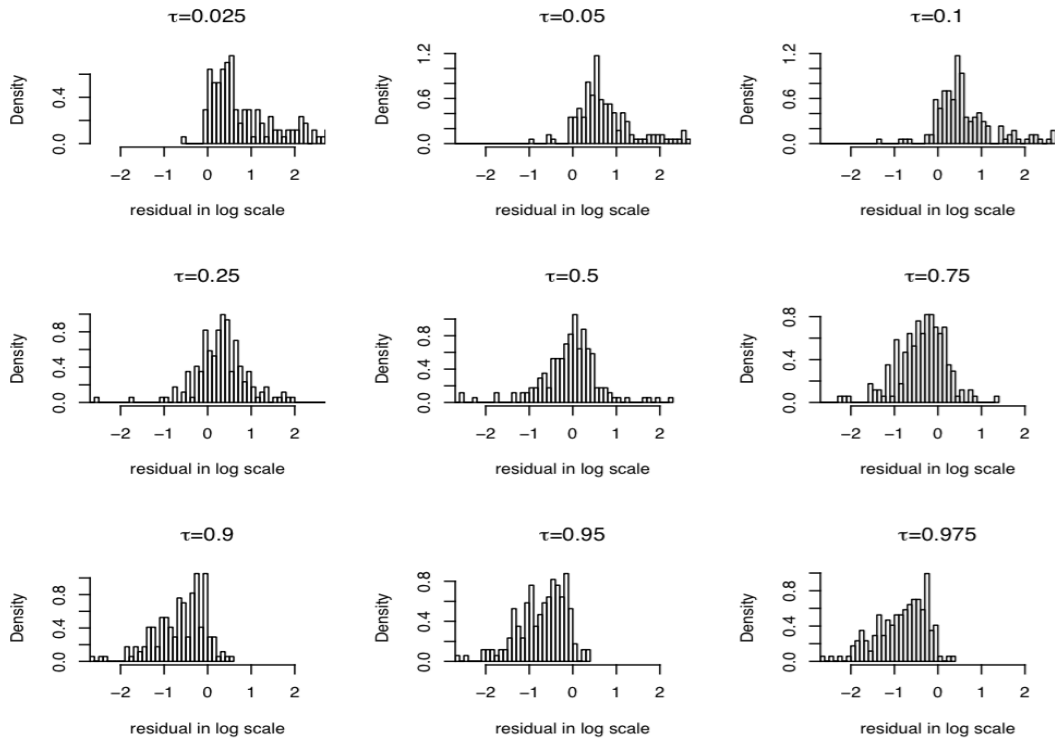 τ=0.025 τ=0.05 τ=0.1
Density Density Density
0.0 0.4
0.0 0.6 1.2
0.0 0.6 1.2
−2 −1 0 1 2 −2 −1 0 1 2 −2 −1 0 1 2
residual in log scale residual in log scale residual in log scale
τ=0.25 τ=0.5 τ=0.75
Density Density Density
0.0 0.4 0.8
0.0 0.4 0.8
0.0 0.4 0.8
−2 −1 0 1 2 −2 −1 0 1 2 −2 −1 0 1 2
residual in log scale residual in log scale residual in log scale
τ=0.9 τ=0.95 τ=0.975
Density Density Density
0.0 0.4 0.8
0.0 0.4 0.8
0.0 0.4 0.8
−2 −1 0 1 2 −2 −1 0 1 2 −2 −1 0 1 2
residual in log scale residual in log scale residual in log scale